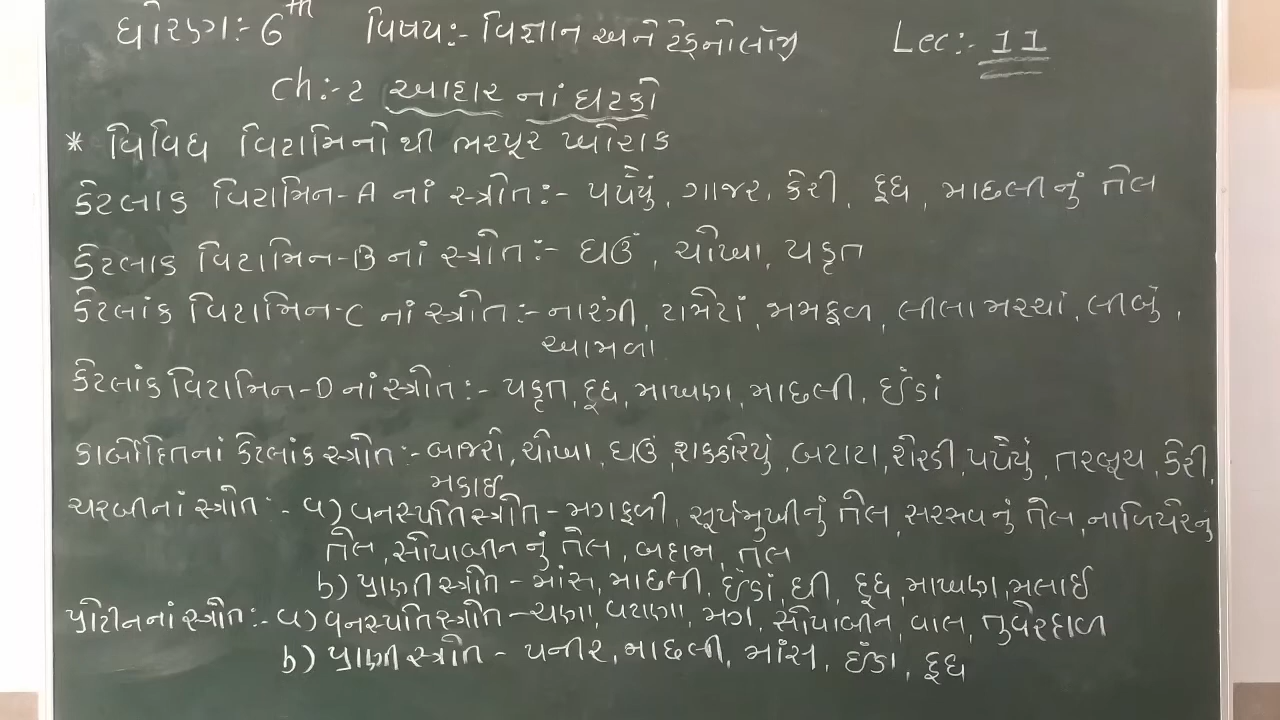 ધોરણ:- 6th વિષય:- વિજ્ઞાન અને ટેકનોલોજી Lec:- 11
Ch:-2 આહાર નાં ઘટકો
* વિવિધ વિટામિનોથી ભરપૂર ખોરાક
કેટલાક વિટામિન-A નાં સ્ત્રોત:- પપૈયું, ગાજર, કેરી, દૂધ, માછલીનું તેલ
કેટલાક વિટામિન-B નાં સ્ત્રોત:- ઘઉં, ચોખા, યકૃત
કેટલાંક વિટામિન-C નાં સ્ત્રોત:- નારંગી, ટામેટાં, જામફળ, લીલા મરચાં, લીંબુ,
આમળા
કેટલાંક વિટામિન-D નાં સ્ત્રોત:- યકૃત, દૂધ, માખણ, માછલી, ઈંડાં
કાર્બોદિતનાં કેટલાંક સ્ત્રોત:- બાજરો, ચોખા, ઘઉં, શક્કરિયું, બટાટા, શેરડી, પપૈયું, તરબૂચ, કેરી,
મકાઈ
ચરબીનાં સ્ત્રોત:- a) વનસ્પતિ સ્ત્રોત - મગફળી, સૂર્યમુખીનું તેલ, સરસવનું તેલ, નાળિયેરનું
તેલ, સોયાબીનનું તેલ, બદામ, તલ
b) પ્રાણી સ્ત્રોત - માંસ, માછલી, ઈંડાં, ઘી, દૂધ, માખણ, મલાઈ
પ્રોટીનનાં સ્ત્રોત:- a) વનસ્પતિ સ્ત્રોત - ચણા, વટાણા, મગ, સોયાબીન, વાલ, તુવેરદાળ
b) પ્રાણી સ્ત્રોત - પનીર, માછલી, માંસ, ઈંડા, દૂધ